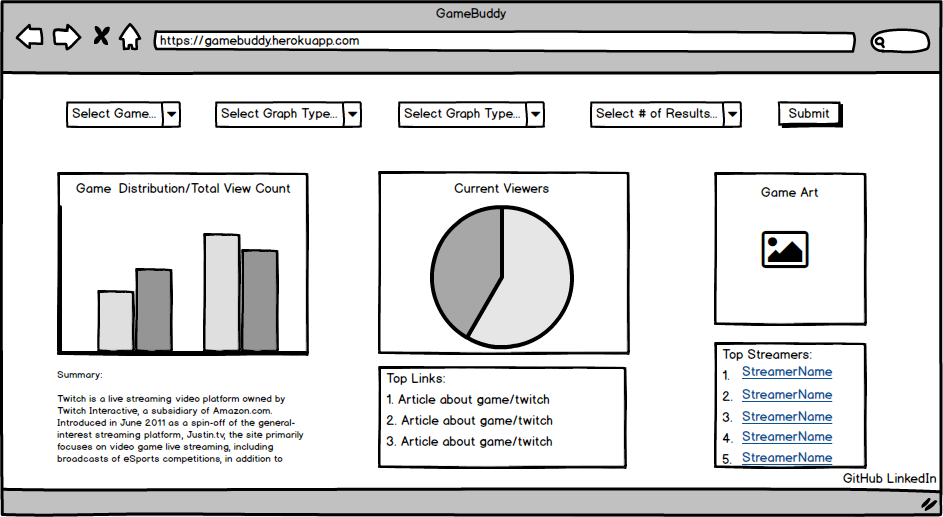 GameBuddy
https://gamebuddy.herokuapp.com
Select Game...
Select Graph Type...
Select Graph Type...
Select # of Results...
Submit
Game Distribution/Total View Count
Current Viewers
Game Art
Summary:
Twitch is a live streaming video platform owned by
Twitch Interactive, a subsidiary of Amazon.com.
Introduced in June 2011 as a spin-off of the general-
interest streaming platform, Justin.tv, the site primarily
focuses on video game live streaming, including
broadcasts of eSports competitions, in addition to
Top Links:
1. Article about game/twitch
2. Article about game/twitch
3. Article about game/twitch
Top Streamers:
1. StreamerName
2. StreamerName
3. StreamerName
4. StreamerName
5. StreamerName
GitHub LinkedIn